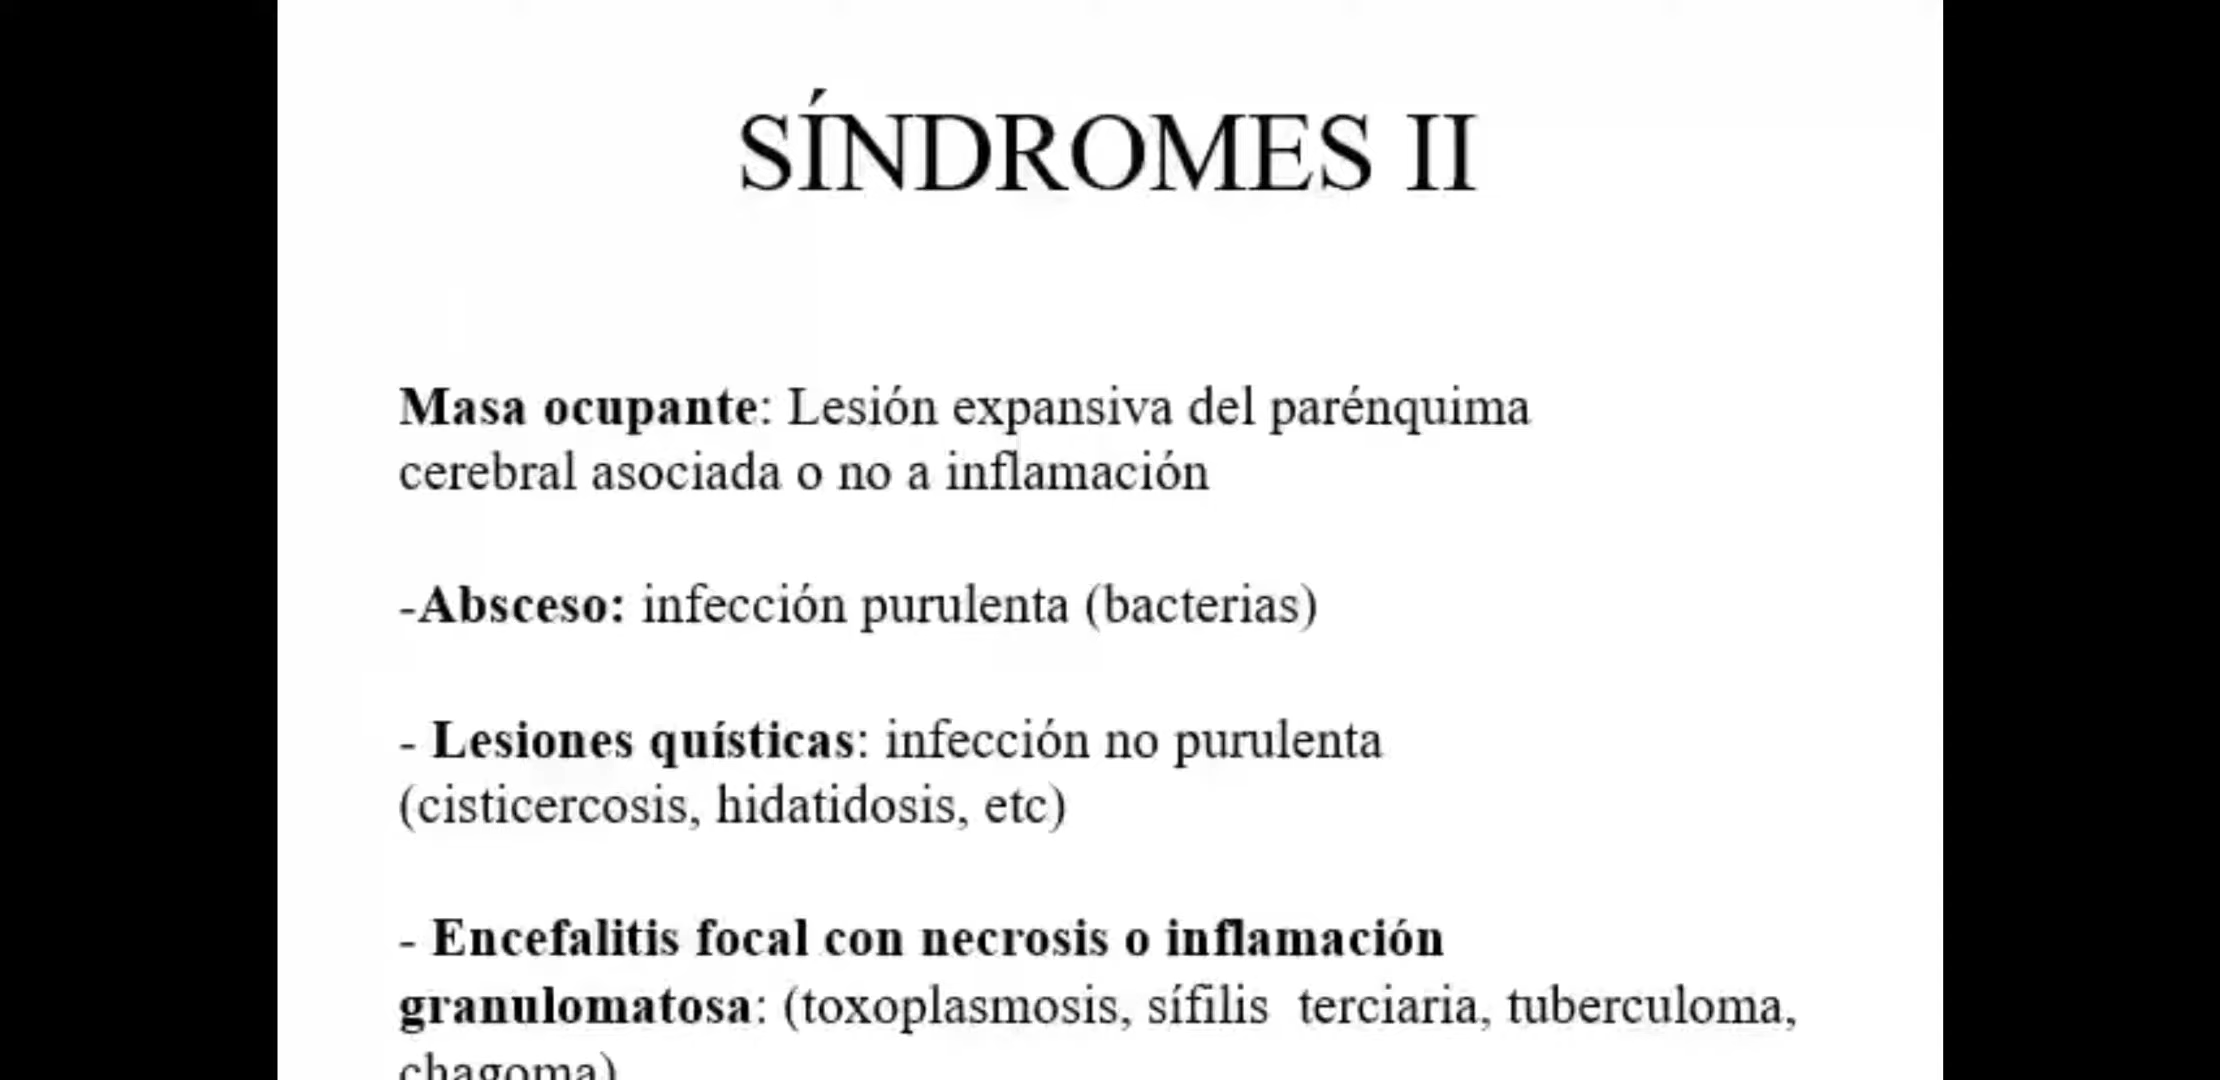 SÍNDROMES II
Masa ocupante: Lesión expansiva del parénquima
cerebral asociada o no a inflamación
-Absceso: infección purulenta (bacterias)
- Lesiones quísticas: infección no purulenta
(cisticercosis, hidatidosis, etc)
- Encefalitis focal con necrosis o inflamación
granulomatosa: (toxoplasmosis, sífilis  terciaria, tuberculoma,
chagoma)